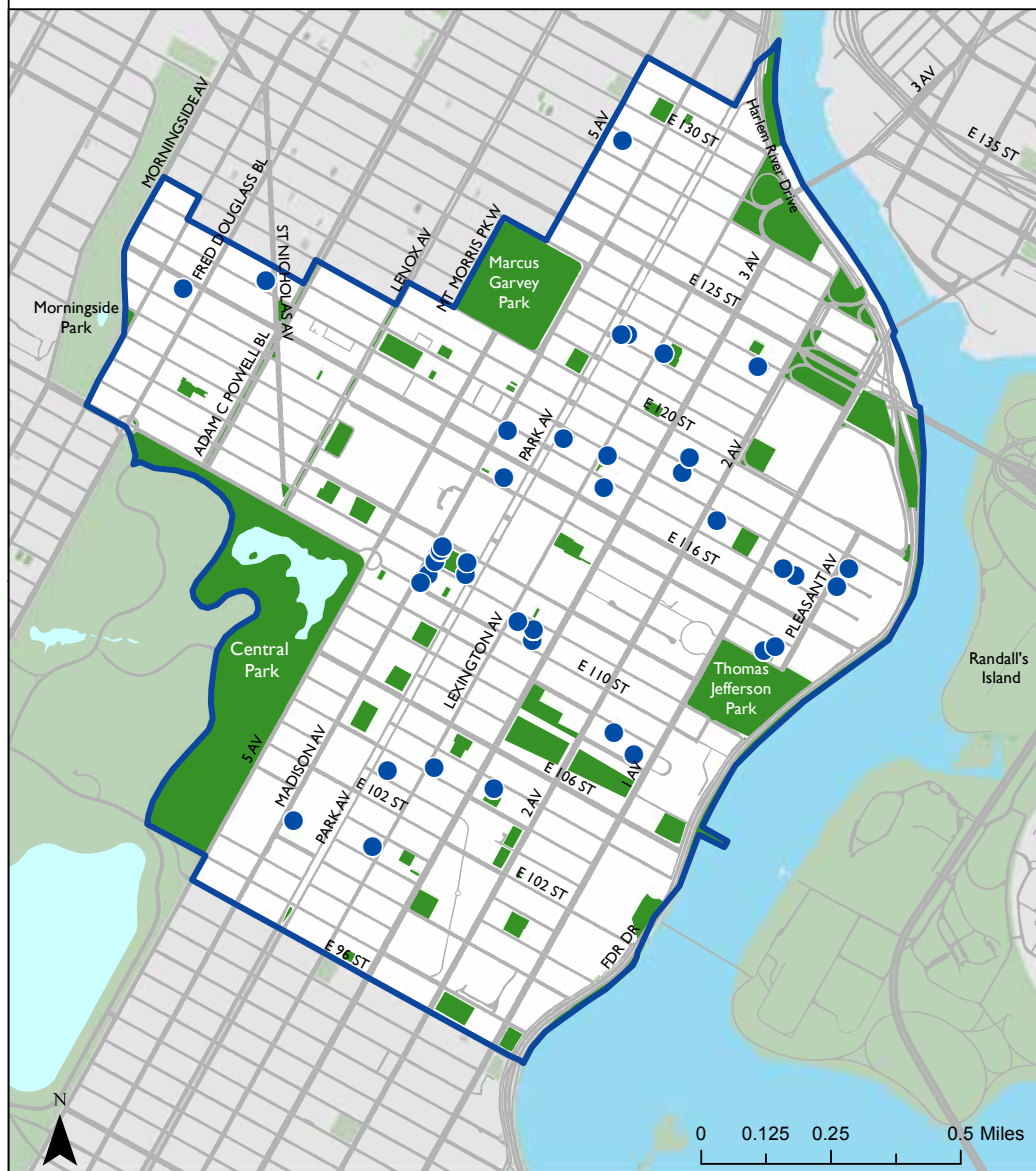 3 AV
MORNINGSIDE AV
5 AV
E 130 ST
Harlem River Drive
E 135 ST
FRED DOUGLASS BL
ST NICHOLAS AV
LENOX AV
MT MORRIS PK W
Marcus
Garvey
Park
3 AV
E 125 ST
Morningside
Park
ADAM C POWELL BL
PARK AV
E 120 ST
2 AV
E 116 ST
PLEASANT AV
LEXINGTON AV
Central
Park
E 110 ST
Thomas
Jefferson
Park
Randall's
Island
5 AV
MADISON AV
E 106 ST
1 AV
E 102 ST
PARK AV
2 AV
E 102 ST
E 96 ST
FDR DR
N
0 0.125 0.25 0.5 Miles